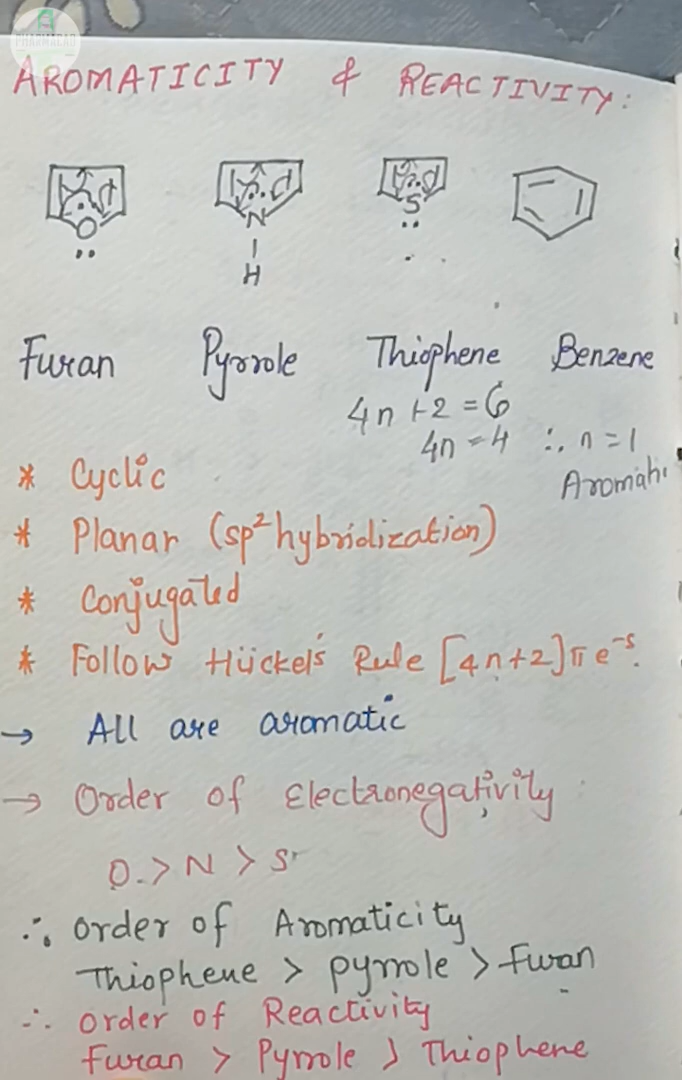 PHARMACAD
AROMATICITY & REACTIVITY:
O N S
H
Furan Pyrrole Thiophene Benzene
4n +2 = 6
4n = 4 ∴ n = 1
* Cyclic
* Planar (sp² hybridization)
* Conjugated
* Follow Hückel's Rule [4n+2] π e⁻ˢ.
→ All are aromatic
→ Order of Electronegativity
O > N > S
∴ order of Aromaticity
Thiophene > pyrrole > furan
∴ order of Reactivity
Furan > Pyrrole > Thiophene